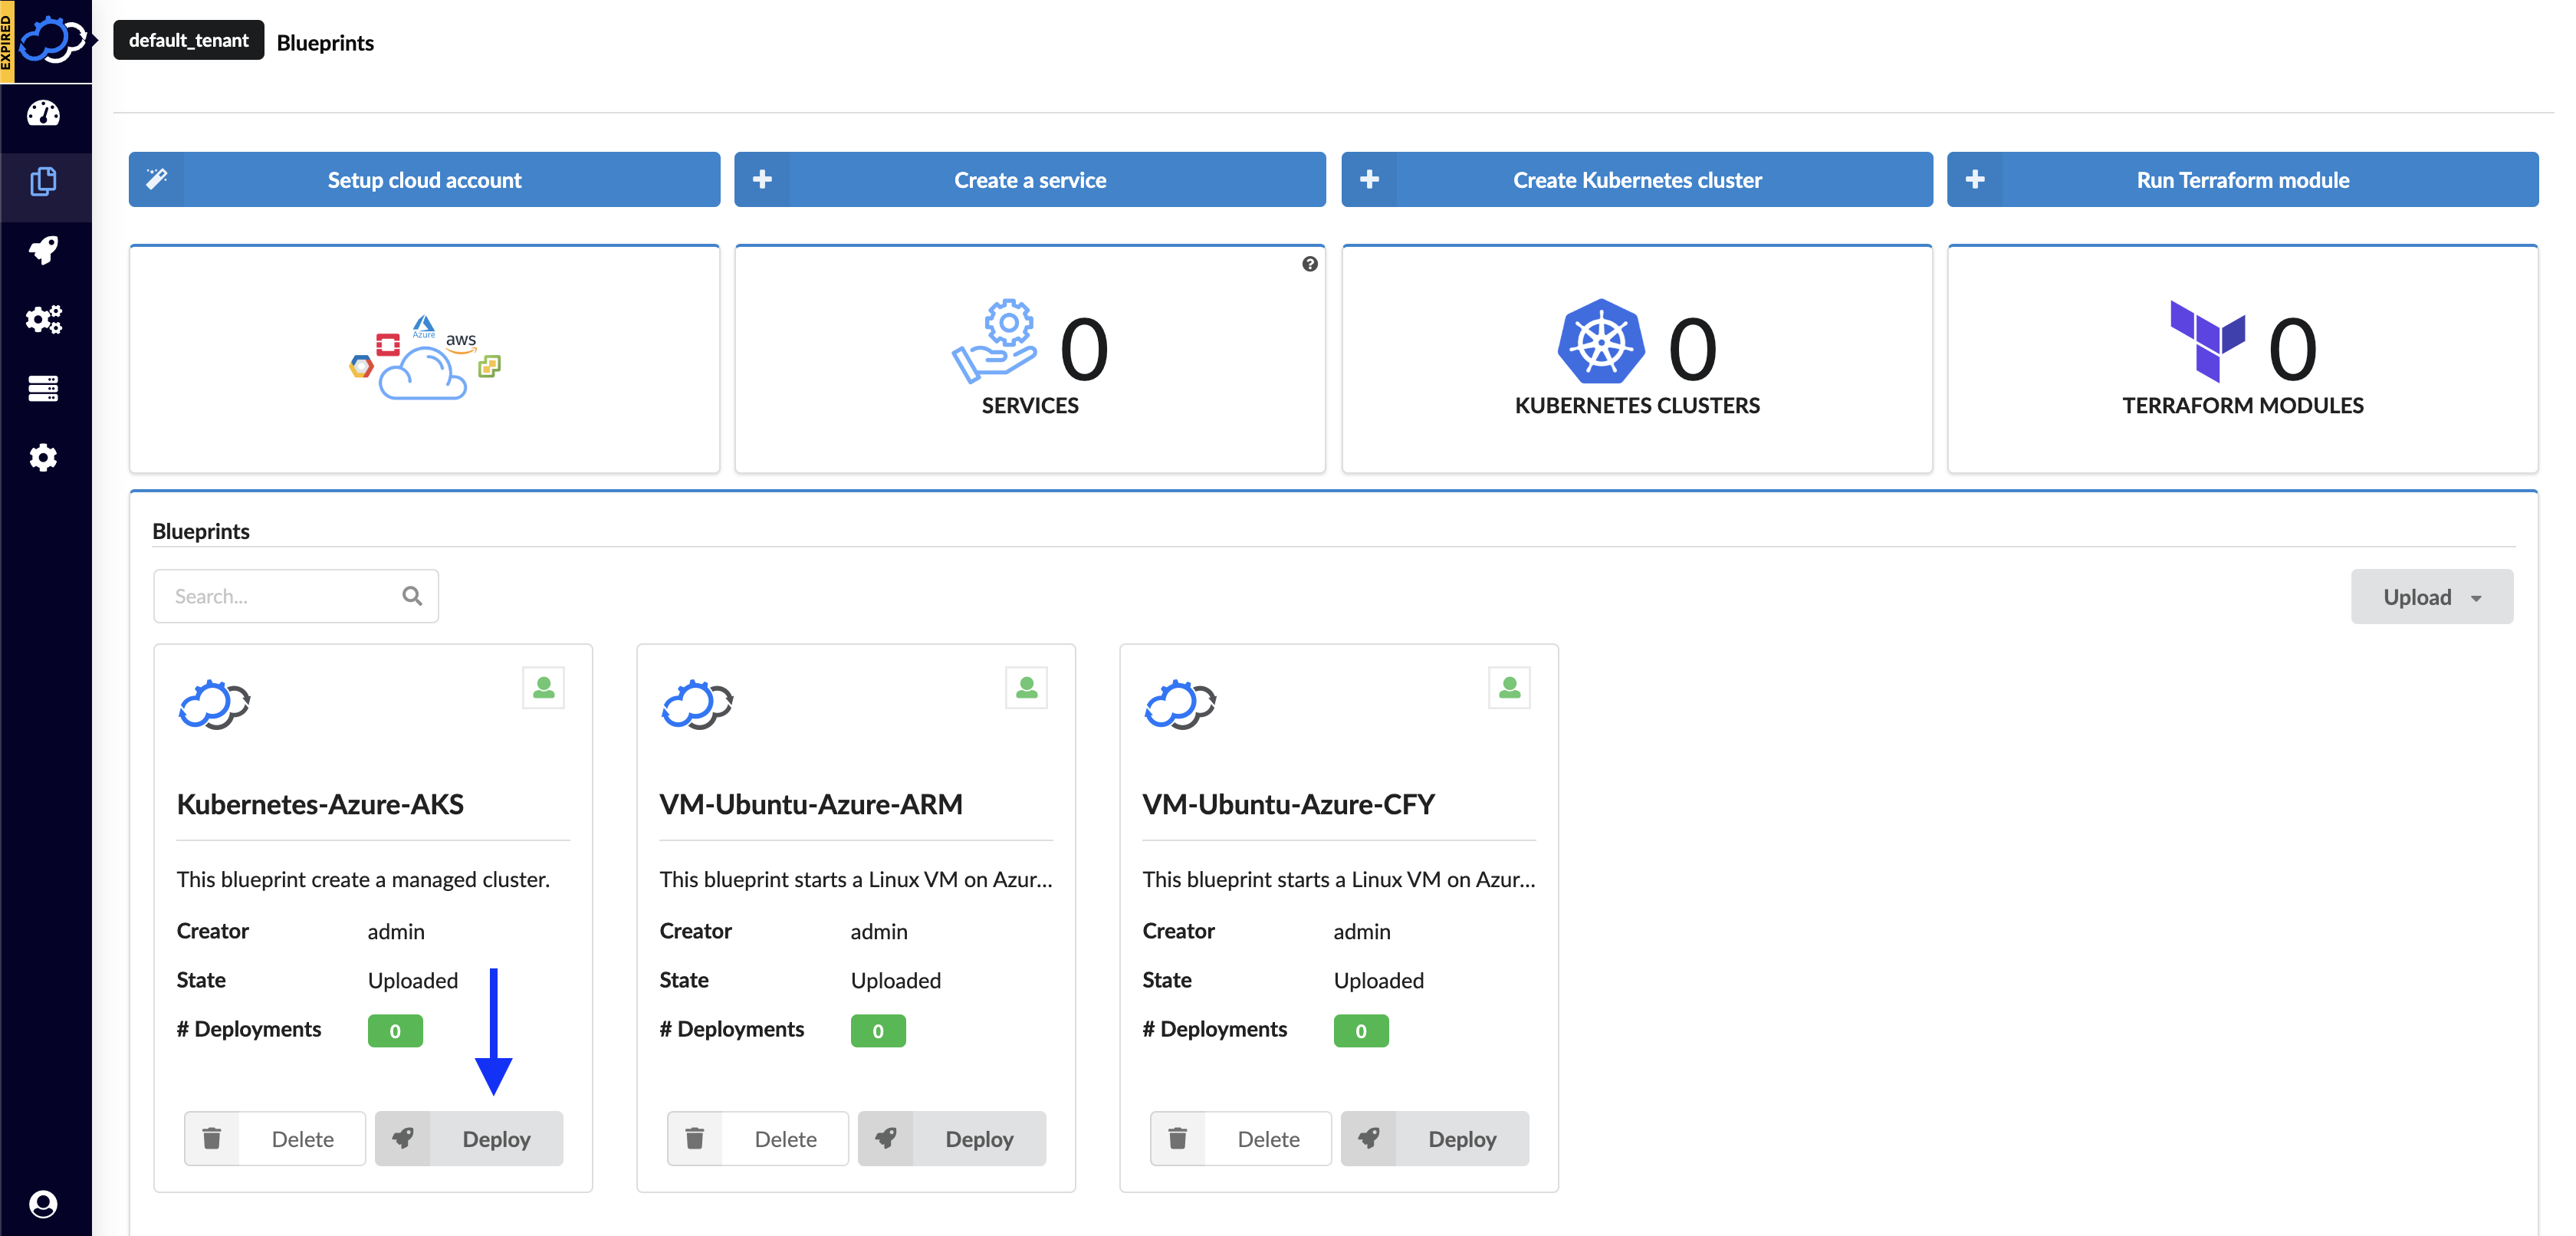 EXPIRED
default_tenant
Blueprints
Setup cloud account
Create a service
Create Kubernetes cluster
Run Terraform module
Azure
aws
0
SERVICES
0
KUBERNETES CLUSTERS
0
TERRAFORM MODULES
Blueprints
Search...
Upload
Kubernetes-Azure-AKS
This blueprint create a managed cluster.
Creator admin
State Uploaded
# Deployments 0
Delete
Deploy
VM-Ubuntu-Azure-ARM
This blueprint starts a Linux VM on Azur...
Creator admin
State Uploaded
# Deployments 0
Delete
Deploy
VM-Ubuntu-Azure-CFY
This blueprint starts a Linux VM on Azur...
Creator admin
State Uploaded
# Deployments 0
Delete
Deploy